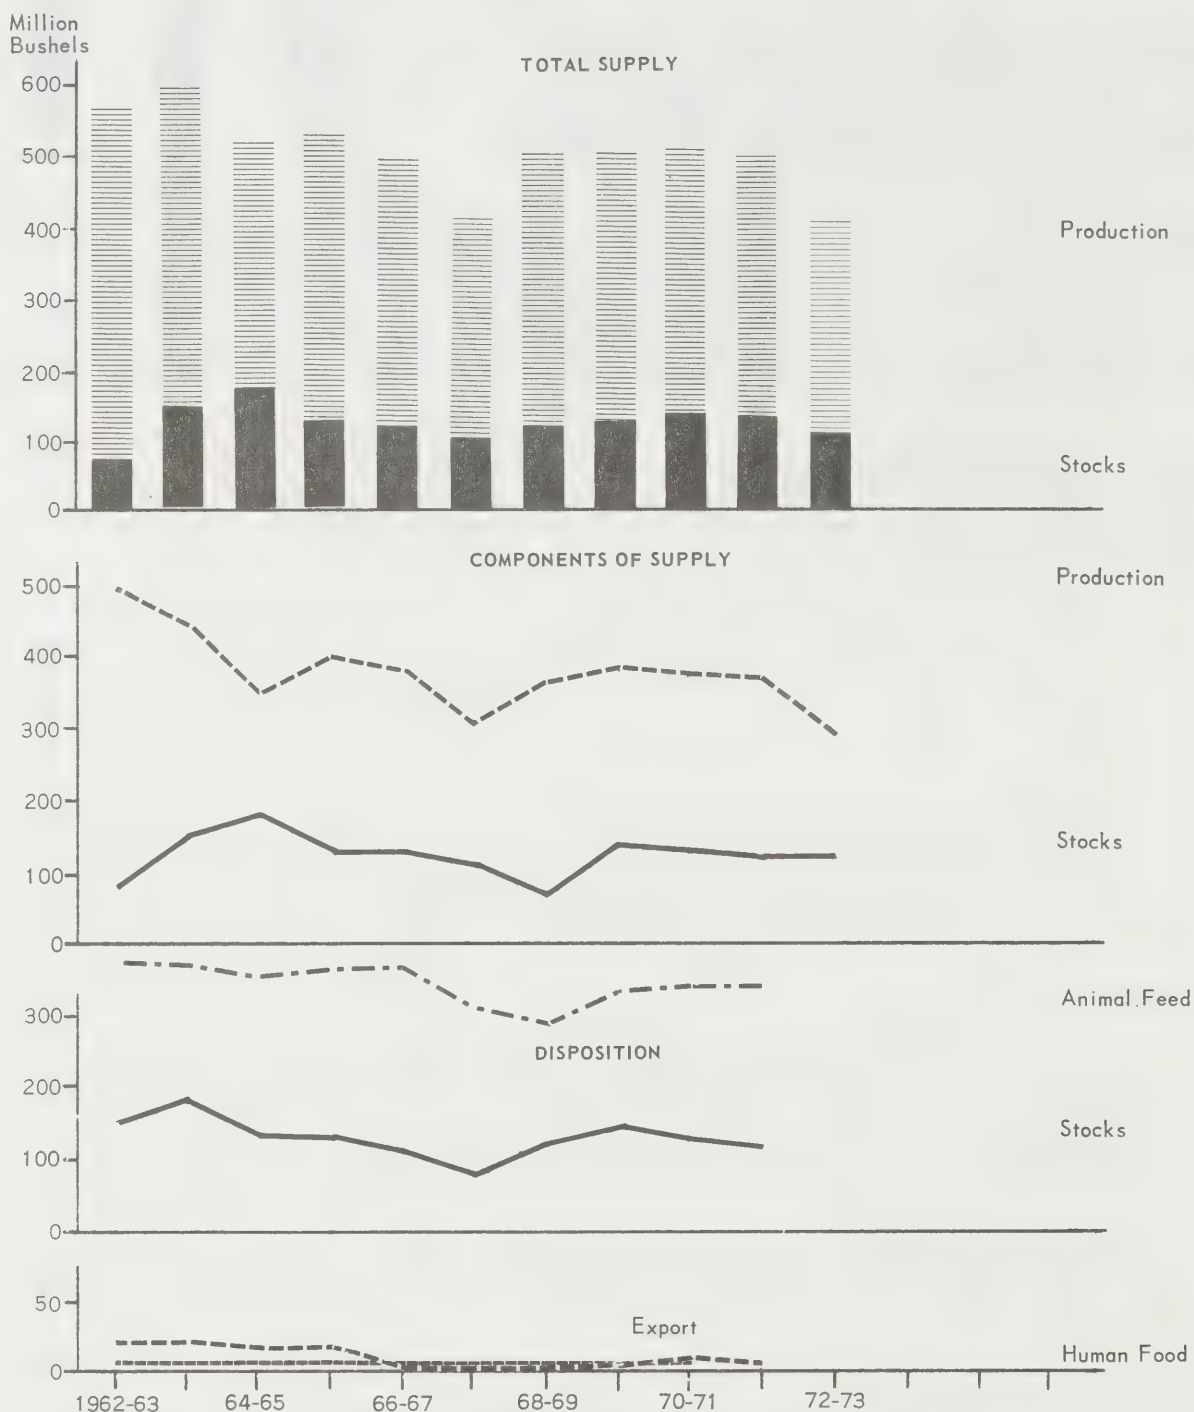 Million
Bushels
TOTAL SUPPLY
600
500
400
300
200
100
0
Production
Stocks
COMPONENTS OF SUPPLY
500
400
300
200
100
0
Production
Stocks
300
200
100
0
Animal.Feed
DISPOSITION
Stocks
50
0
Export
Human Food
1962-63 64-65 66-67 68-69 70-71 72-73